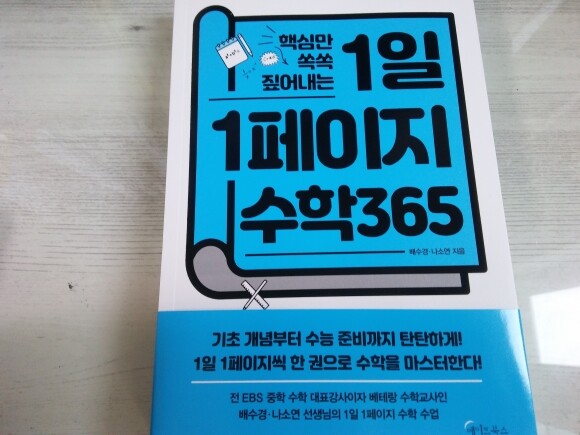 핵심만
쏙쏙
짚어내는
1일
1페이지
수학365
배수경·나소연 지음
기초 개념부터 수능 준비까지 탄탄하게!
1일 1페이지씩 한 권으로 수학을 마스터한다!
전 EBS 중학 수학 대표강사이자 베테랑 수학교사인
배수경·나소연 선생님의 1일 1페이지 수학 수업